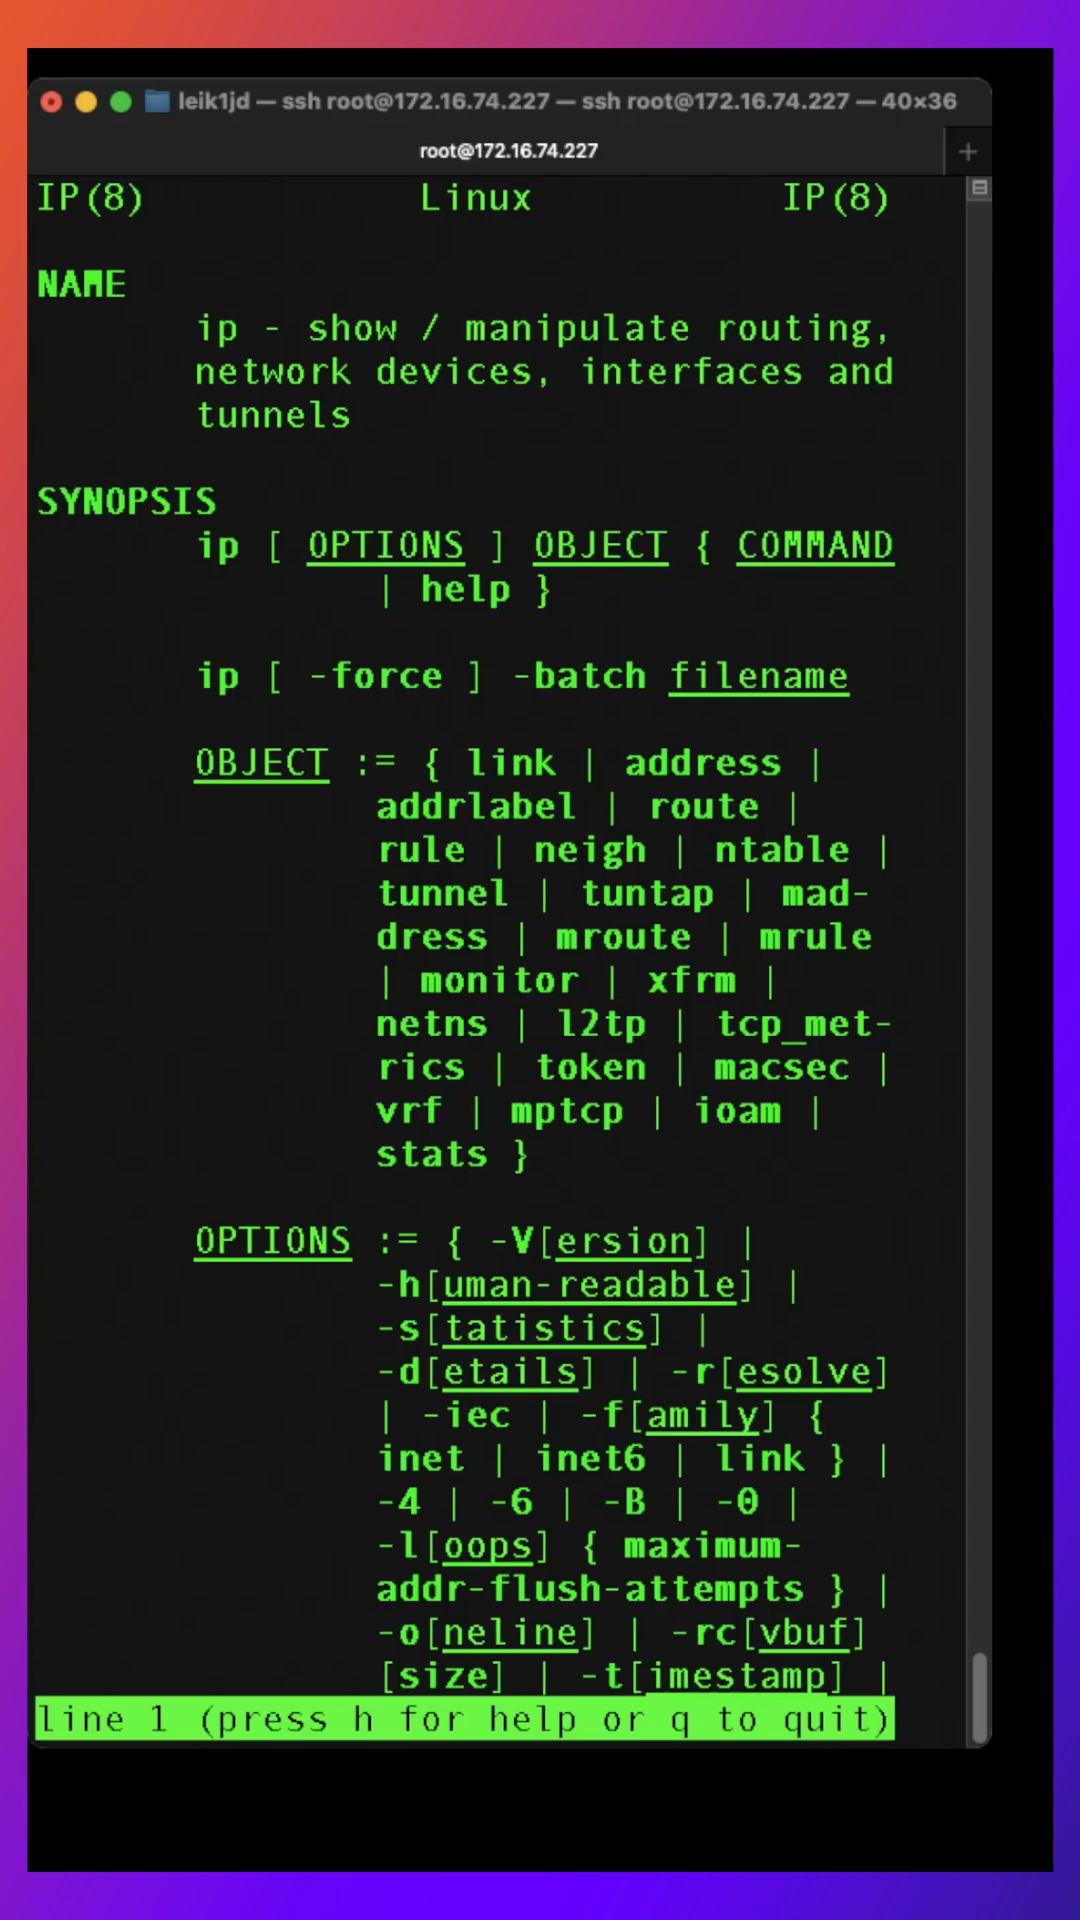 leik1jd — ssh root@172.16.74.227 — ssh root@172.16.74.227 — 40×36
root@172.16.74.227 +
IP(8) Linux IP(8)
NAME
ip - show / manipulate routing,
network devices, interfaces and
tunnels
SYNOPSIS
ip [ OPTIONS ] OBJECT { COMMAND
| help }
ip [ -force ] -batch filename
OBJECT := { link | address |
addrlabel | route |
rule | neigh | ntable |
tunnel | tuntap | mad-
dress | mroute | mrule
| monitor | xfrm |
netns | l2tp | tcp_met-
rics | token | macsec |
vrf | mptcp | ioam |
stats }
OPTIONS := { -V[ersion] |
-h[uman-readable] |
-s[tatistics] |
-d[etails] | -r[esolve]
| -iec | -f[amily] {
inet | inet6 | link } |
-4 | -6 | -B | -0 |
-l[oops] { maximum-
addr-flush-attempts } |
-o[neline] | -rc[vbuf]
[size] | -t[imestamp] |
line 1 (press h for help or q to quit)